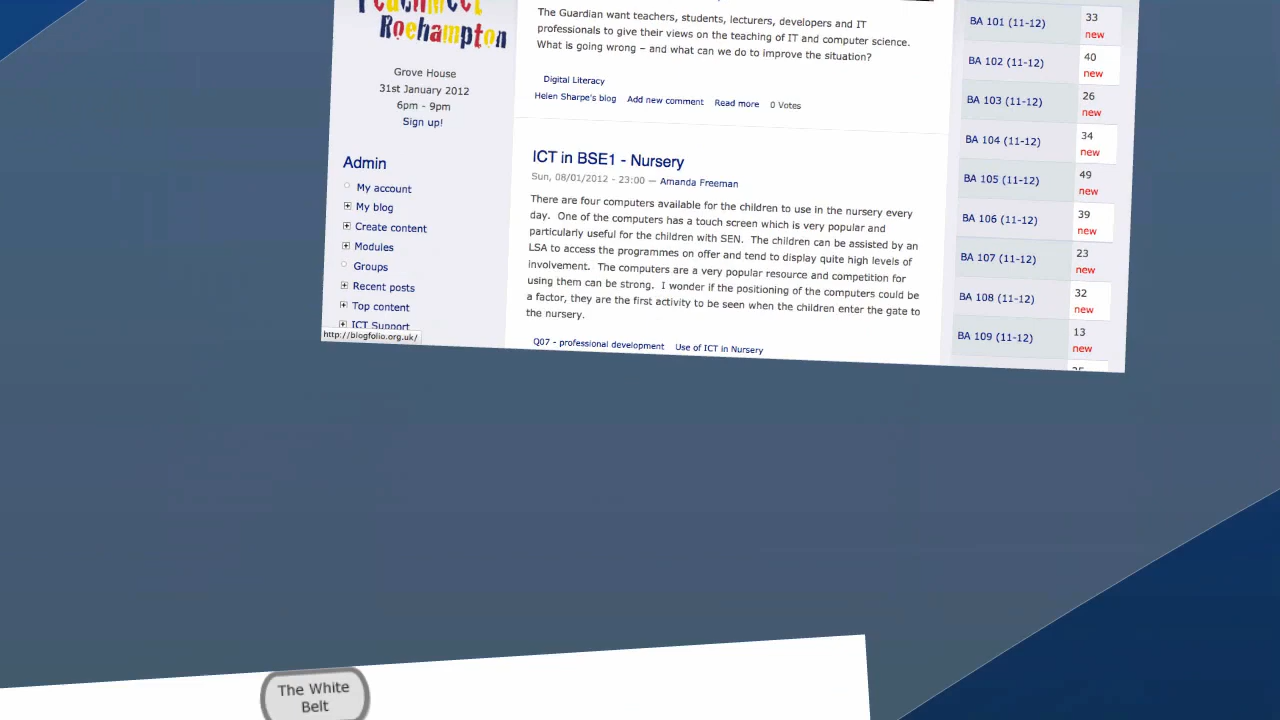 TeachMeet
Roehampton
Grove House
31st January 2012
6pm - 9pm
Sign up!
Admin
My account
My blog
Create content
Modules
Groups
Recent posts
Top content
ICT Support
http://blogfolio.org.uk/
The Guardian want teachers, students, lecturers, developers and IT
professionals to give their views on the teaching of IT and computer science.
What is going wrong – and what can we do to improve the situation?
Digital Literacy
Helen Sharpe's blog Add new comment Read more 0 Votes
ICT in BSE1 - Nursery
Sun, 08/01/2012 - 23:00 — Amanda Freeman
There are four computers available for the children to use in the nursery every
day. One of the computers has a touch screen which is very popular and
particularly useful for the children with SEN. The children can be assisted by an
LSA to access the programmes on offer and tend to display quite high levels of
involvement. The computers are a very popular resource and competition for
using them can be strong. I wonder if the positioning of the computers could be
a factor, they are the first activity to be seen when the children enter the gate to
the nursery.
Q07 - professional development Use of ICT in Nursery
BA 101 (11-12) 33
new
BA 102 (11-12) 40
new
BA 103 (11-12) 26
new
BA 104 (11-12) 34
new
BA 105 (11-12) 49
new
BA 106 (11-12) 39
new
BA 107 (11-12) 23
new
BA 108 (11-12) 32
new
BA 109 (11-12) 13
new
The White
Belt